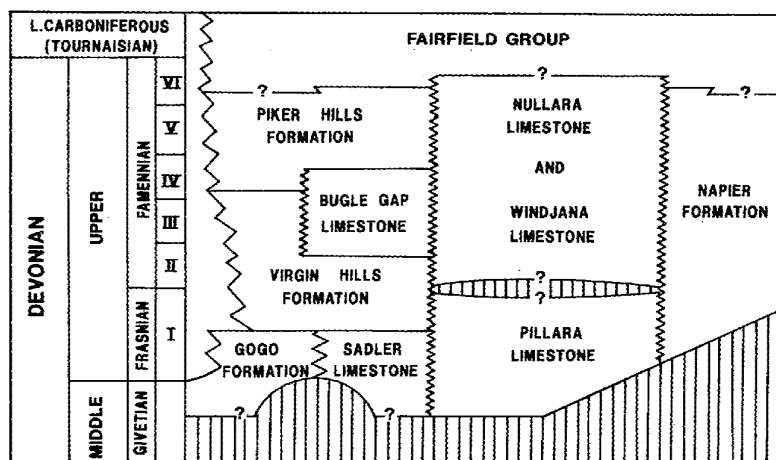 L.CARBONIFEROUS
(TOURNAISIAN)
FAIRFIELD GROUP
DEVONIAN
UPPER
MIDDLE
FAMENNIAN
FRASNIAN
GIVETIAN
VI
V
IV
III
II
I
?
?
?
PIKER HILLS
FORMATION
NULLARA
LIMESTONE
AND
WINDJANA
LIMESTONE
BUGLE GAP
LIMESTONE
NAPIER
FORMATION
VIRGIN HILLS
FORMATION
?
?
GOGO
FORMATION
SADLER
LIMESTONE
PILLARA
LIMESTONE
?
?